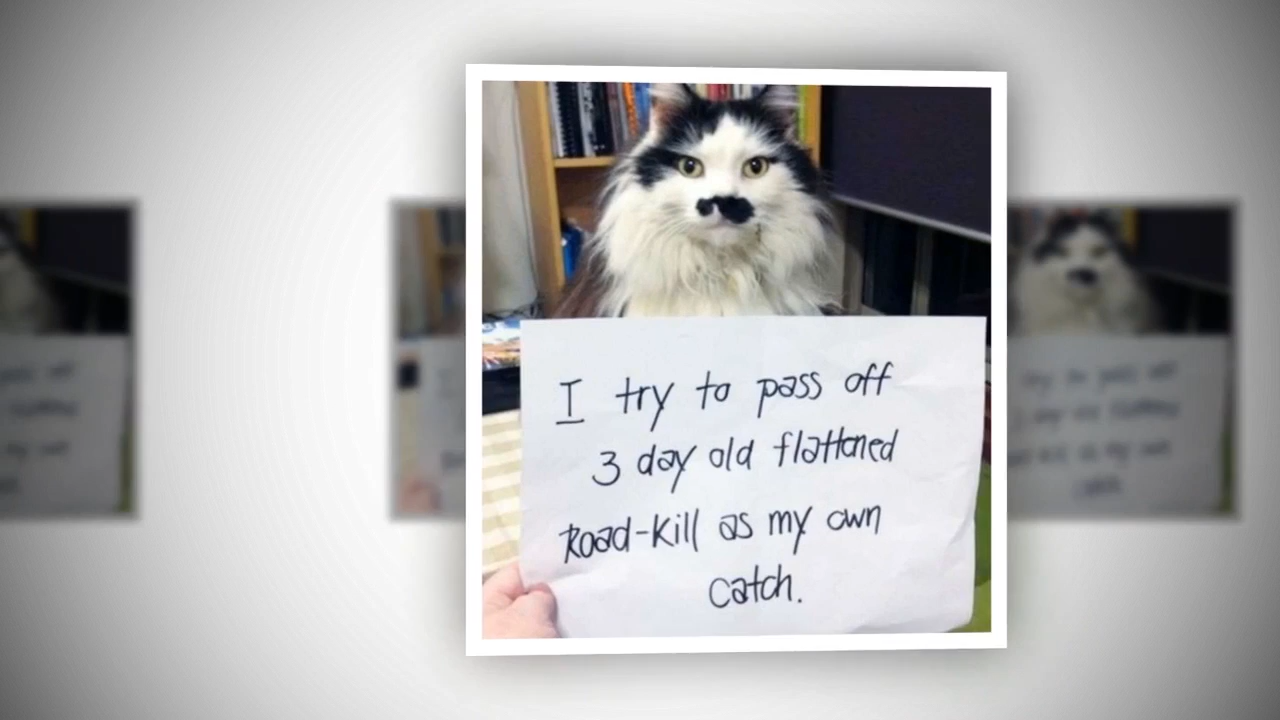 I try to pass off
3 day old flattened
Road-Kill as my own
catch.